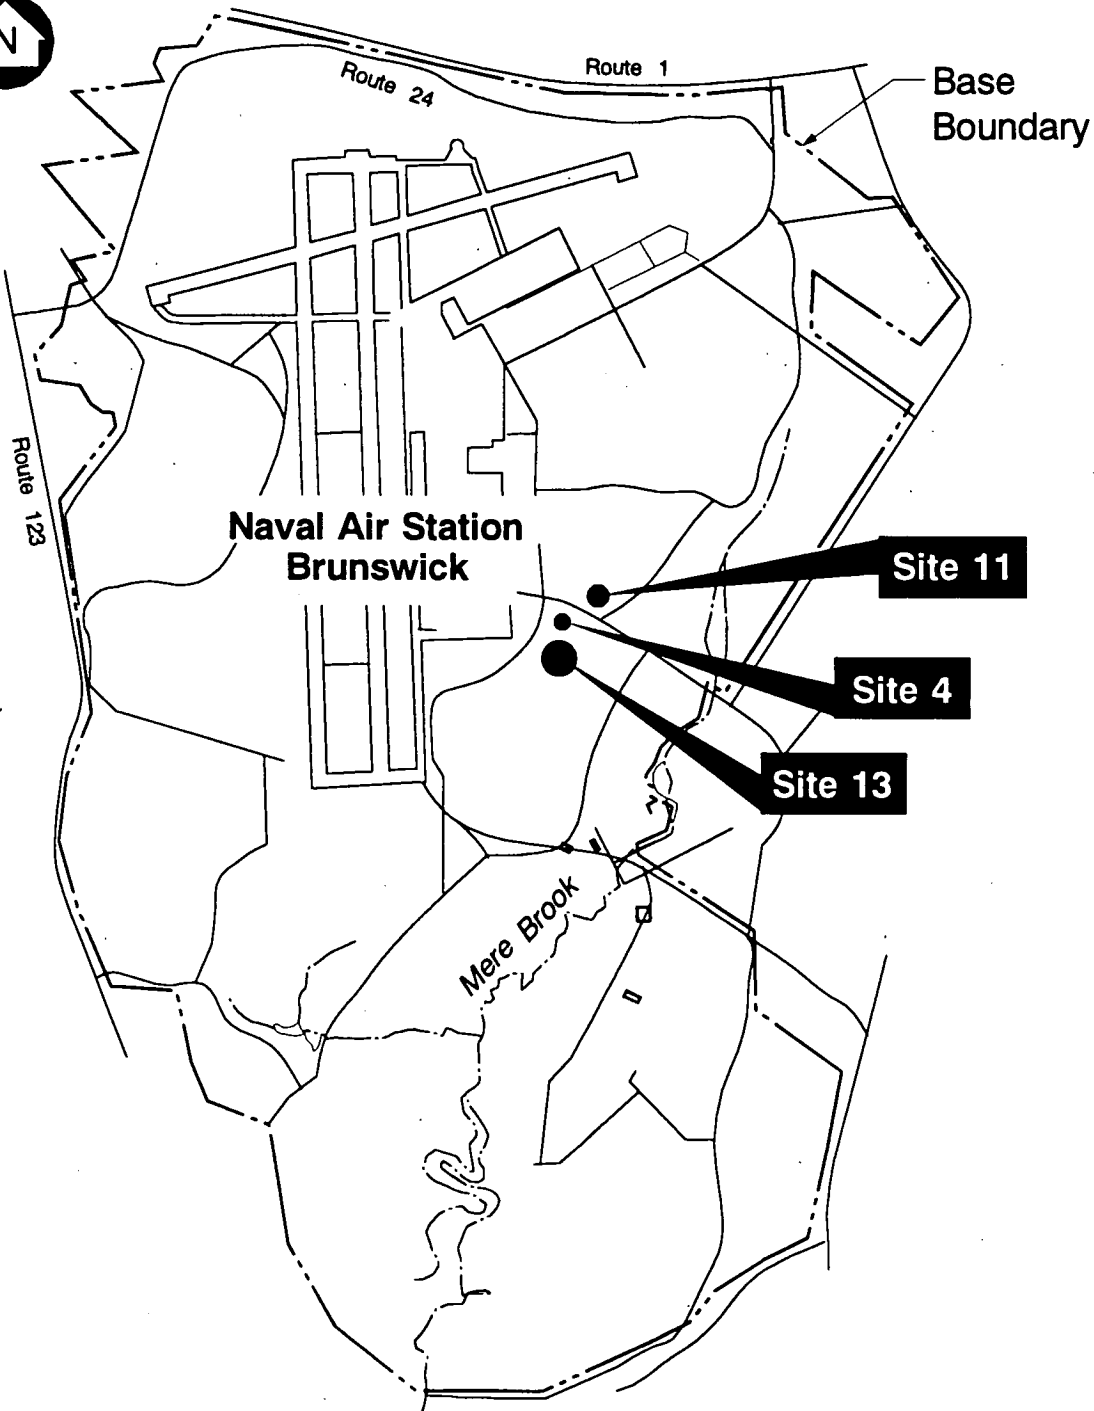 N
Route 1
Route 24
Base
Boundary
Route 123
Naval Air Station
Brunswick
Site 11
Site 4
Site 13
Mere Brook